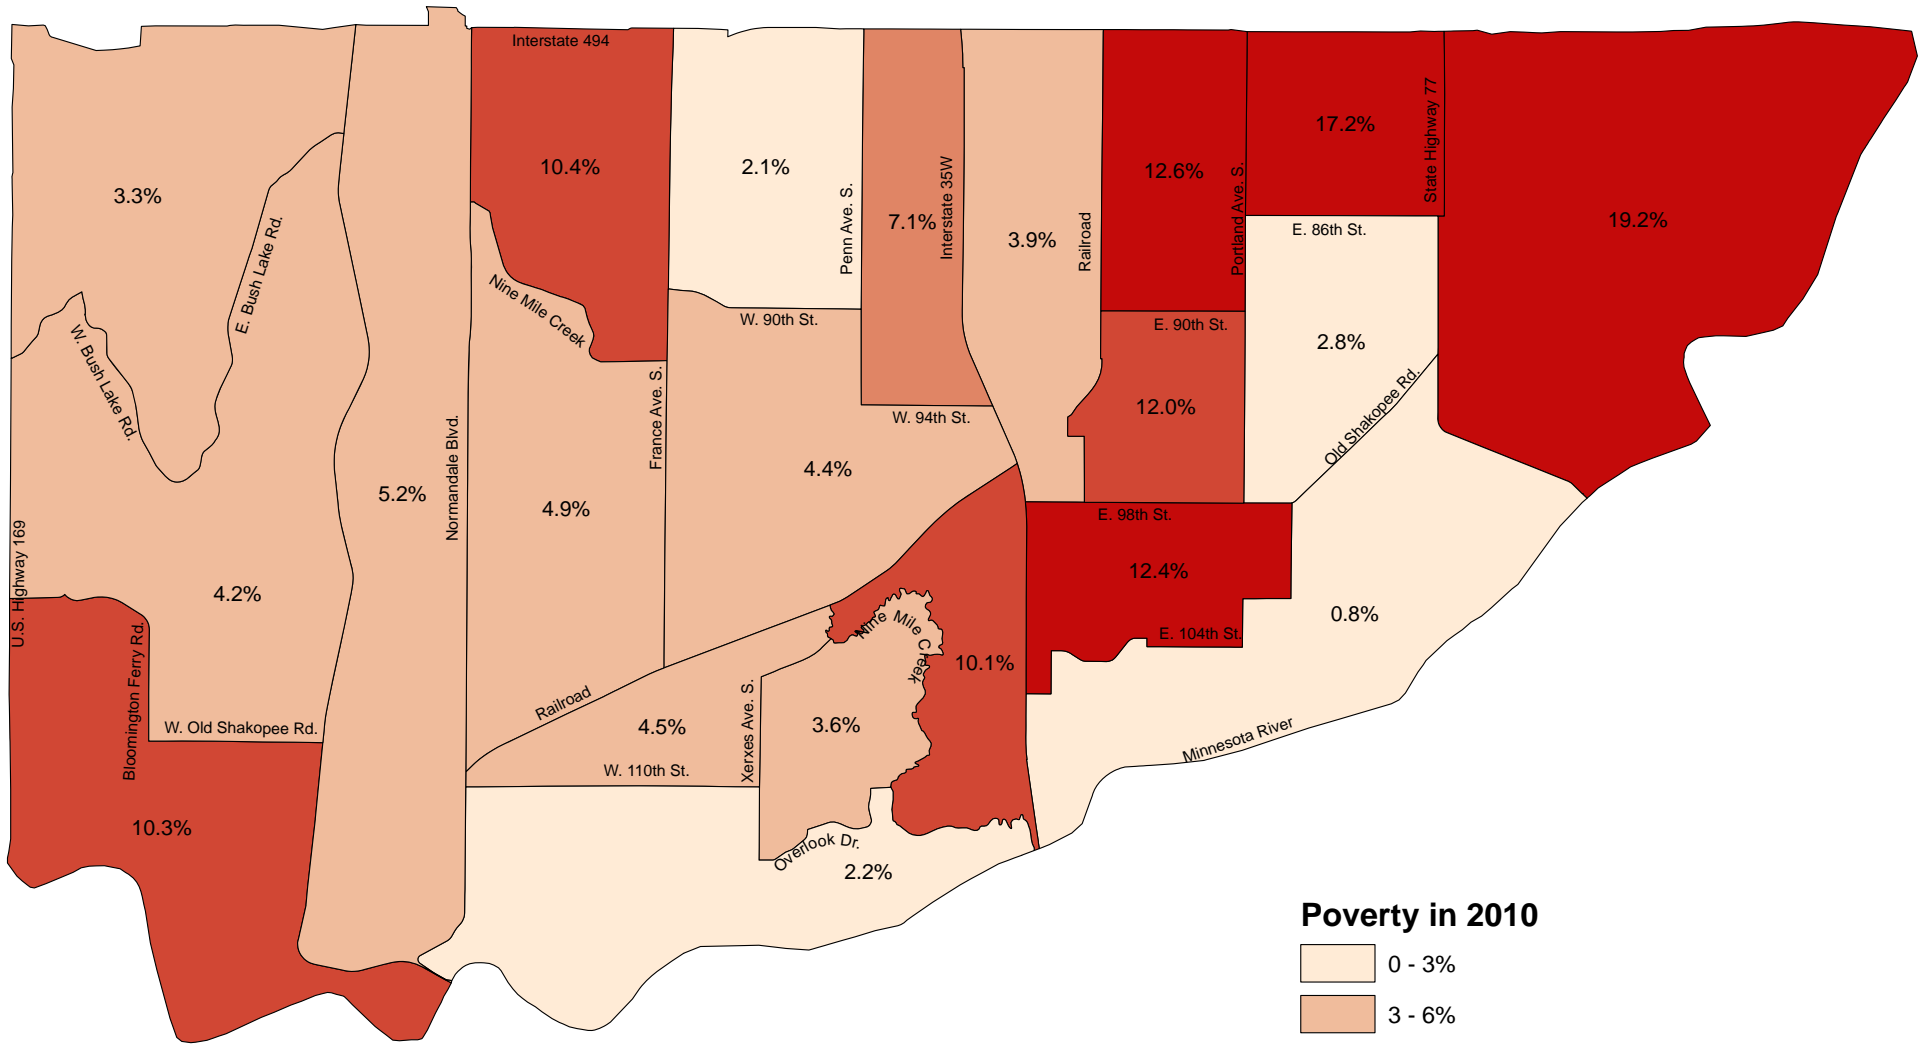 Interstate 494
10.4%
2.1%
17.2%
State Highway 77
12.6%
3.3%
Penn Ave. S.
7.1%
Interstate 35W
3.9%
Railroad
Portland Ave. S.
19.2%
E. 86th St.
E. Bush Lake Rd.
Nine Mile Creek
W. 90th St.
E. 90th St.
2.8%
W. Bush Lake Rd.
France Ave. S.
W. 94th St.
12.0%
Old Shakopee Rd.
Normandale Blvd.
5.2%
4.9%
4.4%
E. 98th St.
U.S. Highway 169
4.2%
12.4%
0.8%
Bloomington Ferry Rd.
Nine Mile Creek
E. 104th St.
10.1%
W. Old Shakopee Rd.
Railroad
4.5%
Xerxes Ave. S.
3.6%
Minnesota River
W. 110th St.
10.3%
Overlook Dr.
2.2%
Poverty in 2010
0 - 3%
3 - 6%